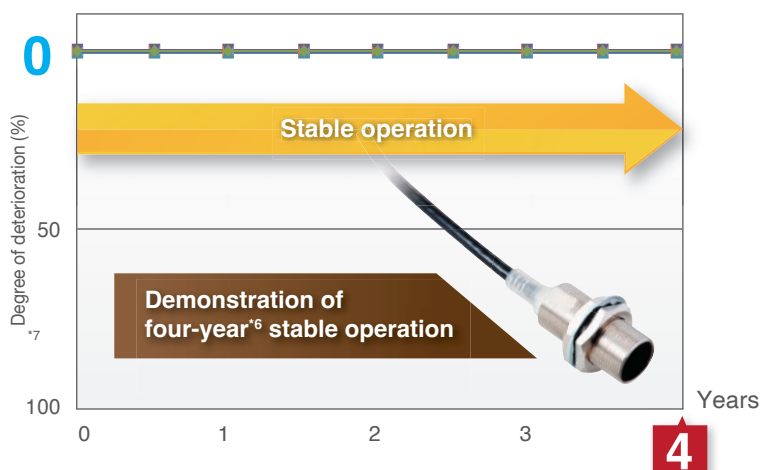 0
Stable operation
Degree of deterioration (%)
*7
50
Demonstration of
four-year*6 stable operation
100
Years
0
1
2
3
4